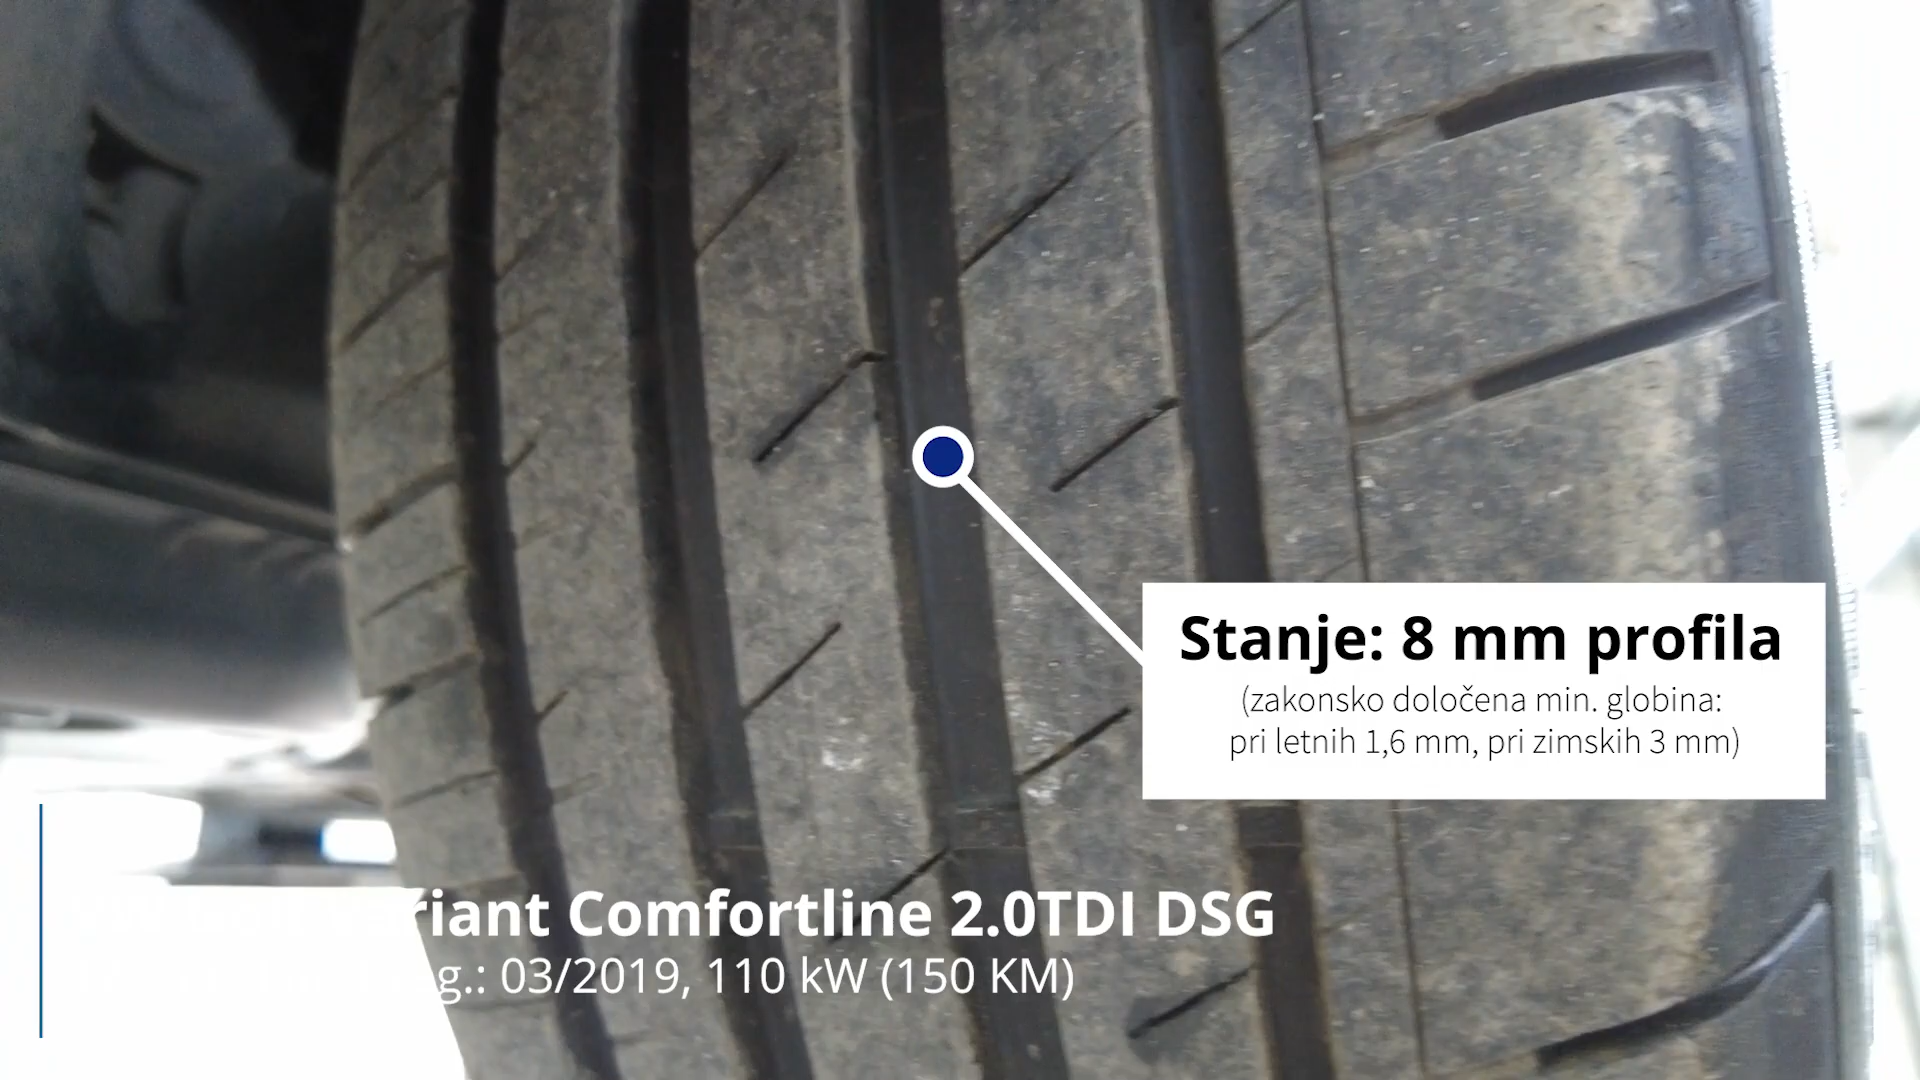 Stanje: 8 mm profila
(zakonsko določena min. globina:
pri letnih 1,6 mm, pri zimskih 3 mm)
Comfortline 2.0TDI DSG
03/2019, 110 kW (150 KM)